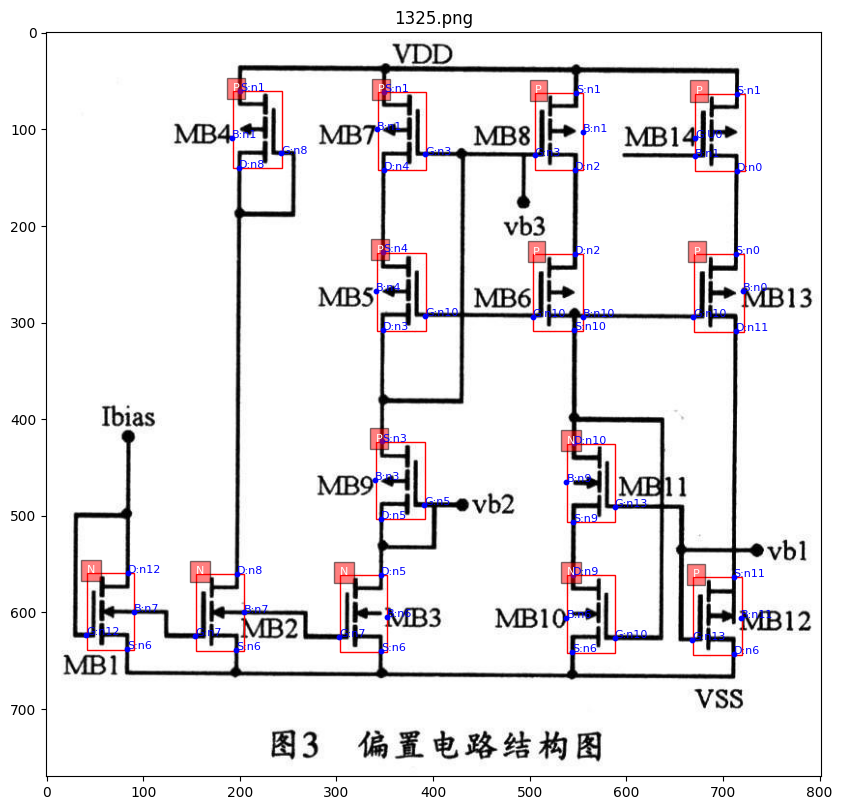 1325.png
VDD
MB4
MB7
MB8
MB14
vb3
MB5
MB6
MB13
Ibias
MB9
vb2
MB11
vb1
MB1
MB2
MB3
MB10
MB12
VSS
图3 偏置电路结构图
P
S:n1
B:n1
G:n8
D:n8
P
S:n1
B:n1
G:n3
D:n4
P
S:n1
B:n1
G:n3
D:n2
P
S:n1
D:n0
P
S:n4
B:n4
G:n10
D:n3
P
D:n2
G:n10
B:n10
S:n10
P
S:n0
B:n0
G:n10
D:n11
P
S:n3
B:n3
G:n5
D:n5
N
D:n10
B:n9
G:n13
S:n9
N
D:n12
B:n7
G:n12
S:n6
N
D:n8
B:n7
G:n7
S:n6
N
D:n5
G:n7
S:n6
N
D:n9
G:n10
S:n6
P
S:n11
G:n13
D:n6
0
100
200
300
400
500
600
700
0
100
200
300
400
500
600
700
800